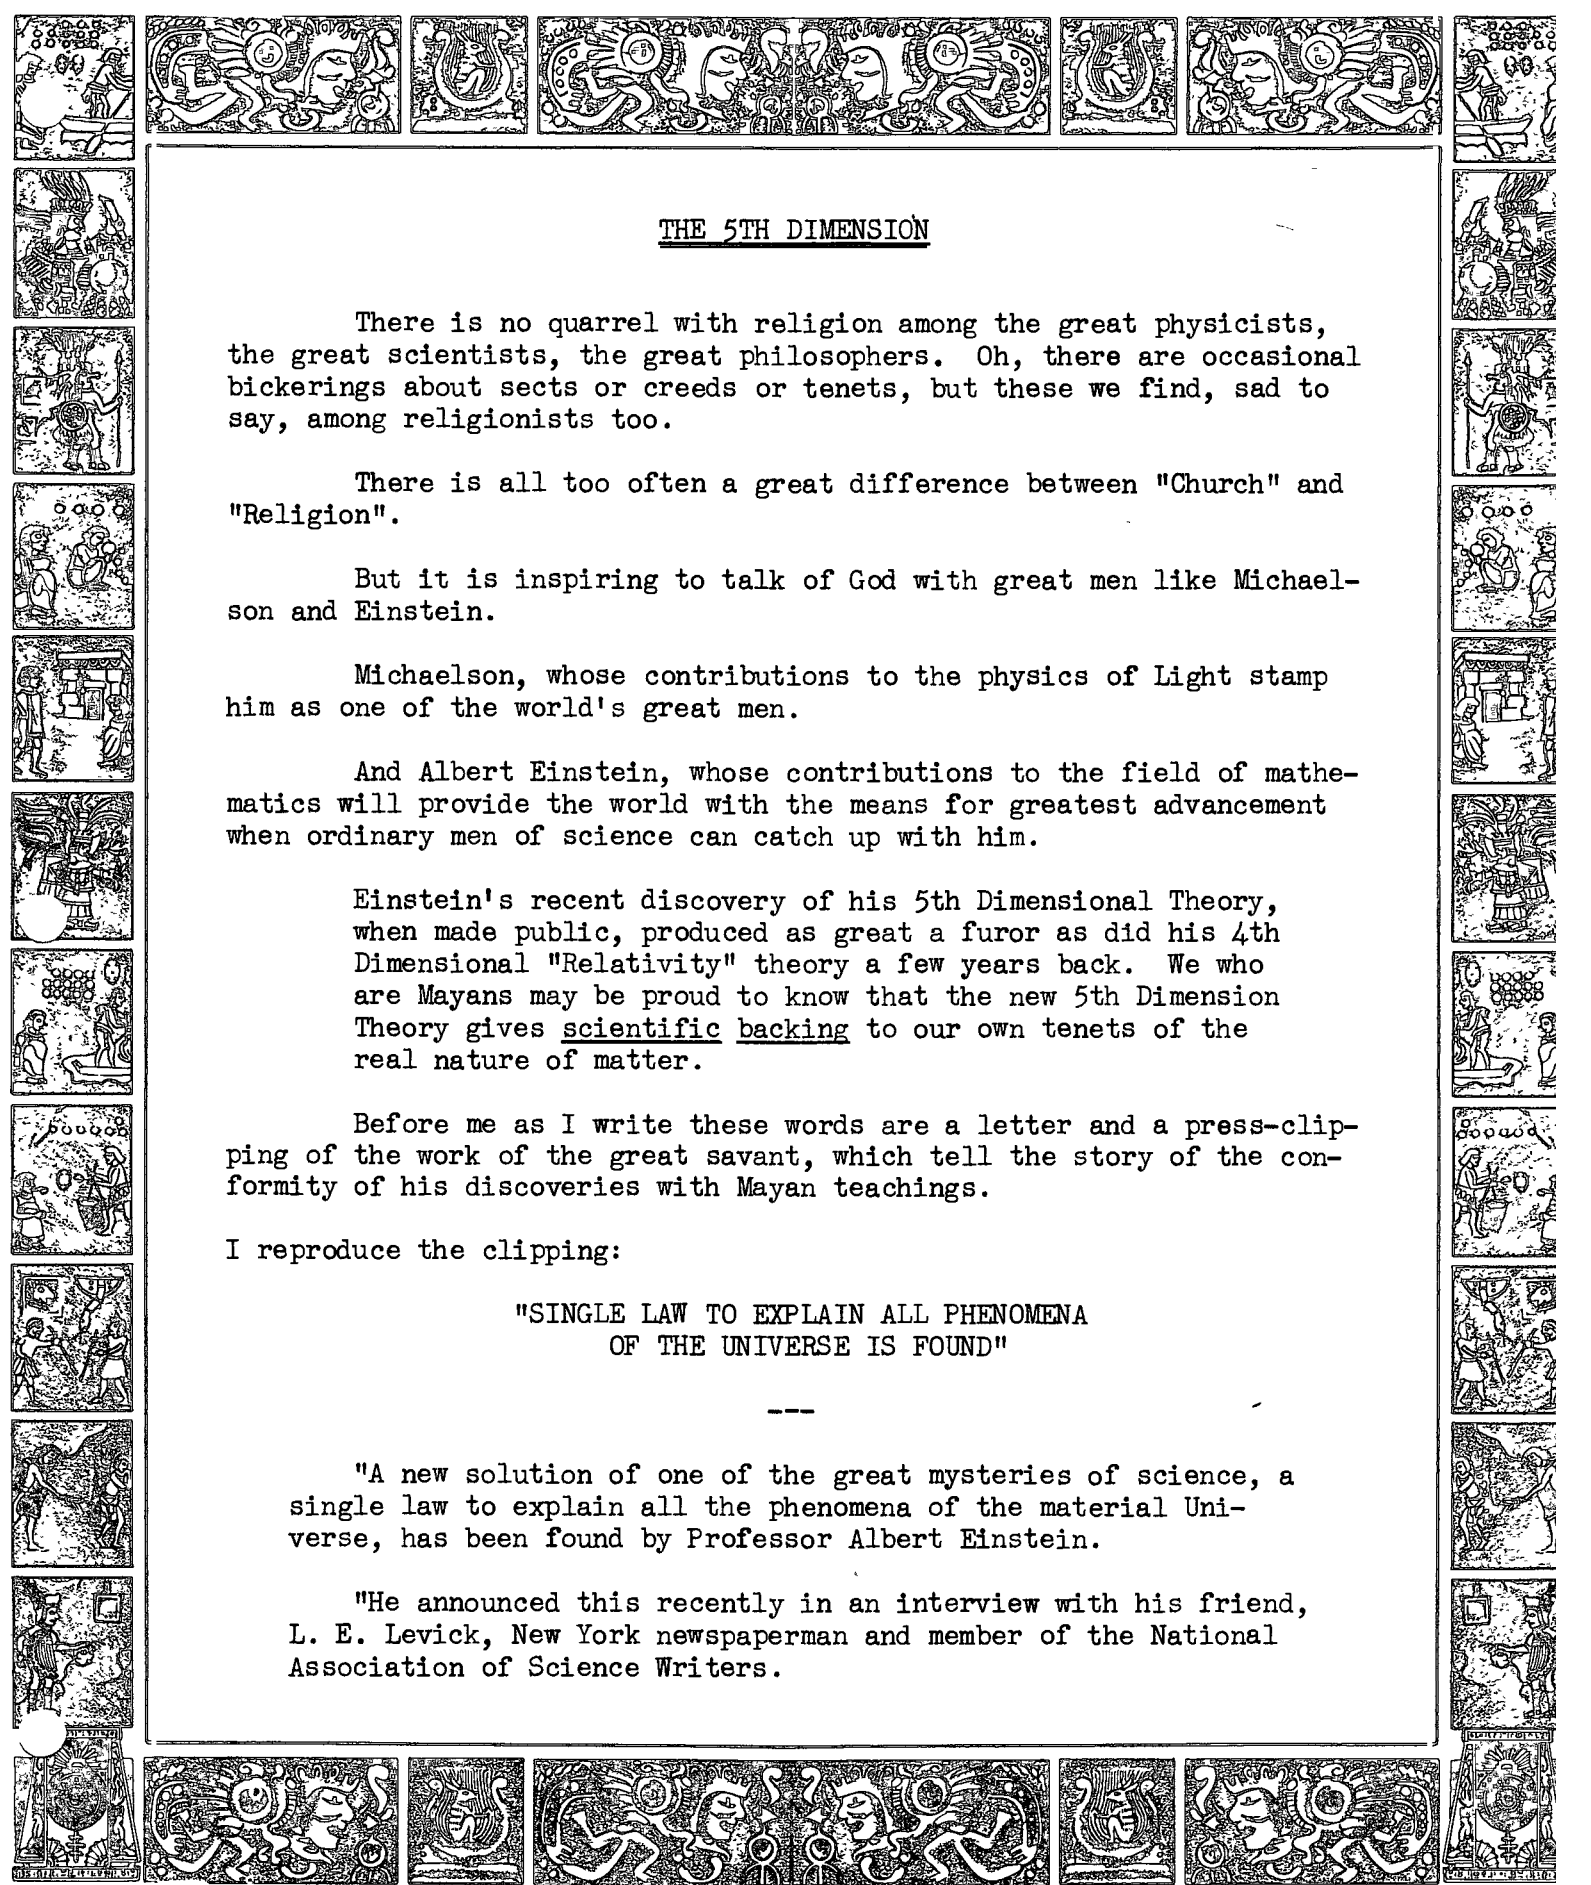 THE 5TH DIMENSION
There is no quarrel with religion among the great physicists,
the great scientists, the great philosophers. Oh, there are occasional
bickerings about sects or creeds or tenets, but these we find, sad to
say, among religionists too.
There is all too often a great difference between "Church" and
"Religion".
But it is inspiring to talk of God with great men like Michael-
son and Einstein.
Michaelson, whose contributions to the physics of Light stamp
him as one of the world's great men.
And Albert Einstein, whose contributions to the field of mathe-
matics will provide the world with the means for greatest advancement
when ordinary men of science can catch up with him.
Einstein's recent discovery of his 5th Dimensional Theory,
when made public, produced as great a furor as did his 4th
Dimensional "Relativity" theory a few years back. We who
are Mayans may be proud to know that the new 5th Dimension
Theory gives scientific backing to our own tenets of the
real nature of matter.
Before me as I write these words are a letter and a press-clip-
ping of the work of the great savant, which tell the story of the con-
formity of his discoveries with Mayan teachings.
I reproduce the clipping:
"SINGLE LAW TO EXPLAIN ALL PHENOMENA
OF THE UNIVERSE IS FOUND"
---
"A new solution of one of the great mysteries of science, a
single law to explain all the phenomena of the material Uni-
verse, has been found by Professor Albert Einstein.
"He announced this recently in an interview with his friend,
L. E. Levick, New York newspaperman and member of the National
Association of Science Writers.